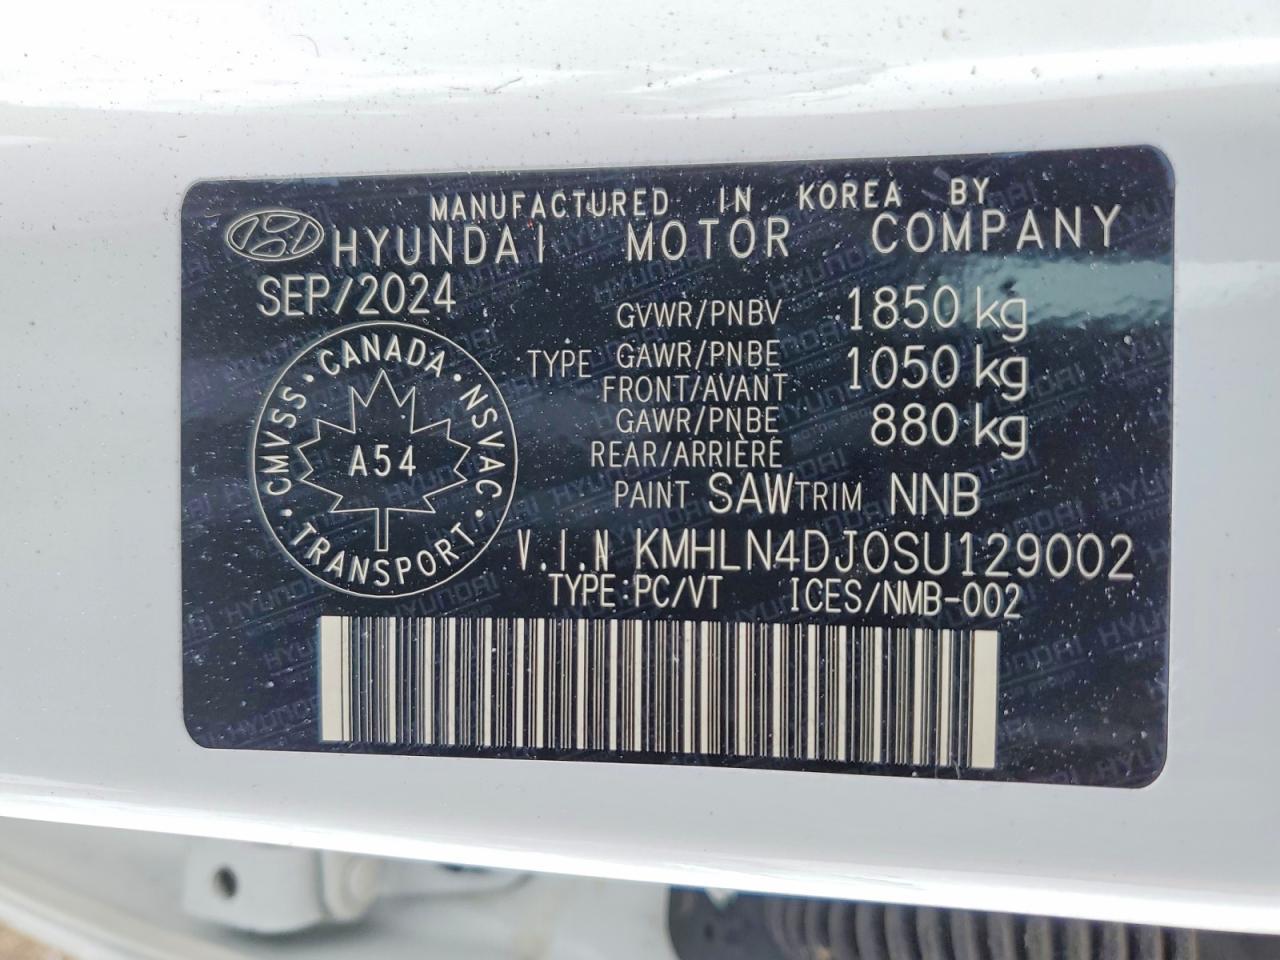 MANUFACTURED IN KOREA BY
HYUNDAI MOTOR COMPANY
SEP/2024
GVWR/PNBV 1850 kg
TYPE GAWR/PNBE FRONT/AVANT 1050 kg
GAWR/PNBE REAR/ARRIÈRE 880 kg
CMVSS · CANADA · NSVAC · TRANSPORT ·
A54
PAINT SAW TRIM NNB
V.I.N KMHLN4DJ0SU129002
TYPE:PC/VT ICES/NMB-002